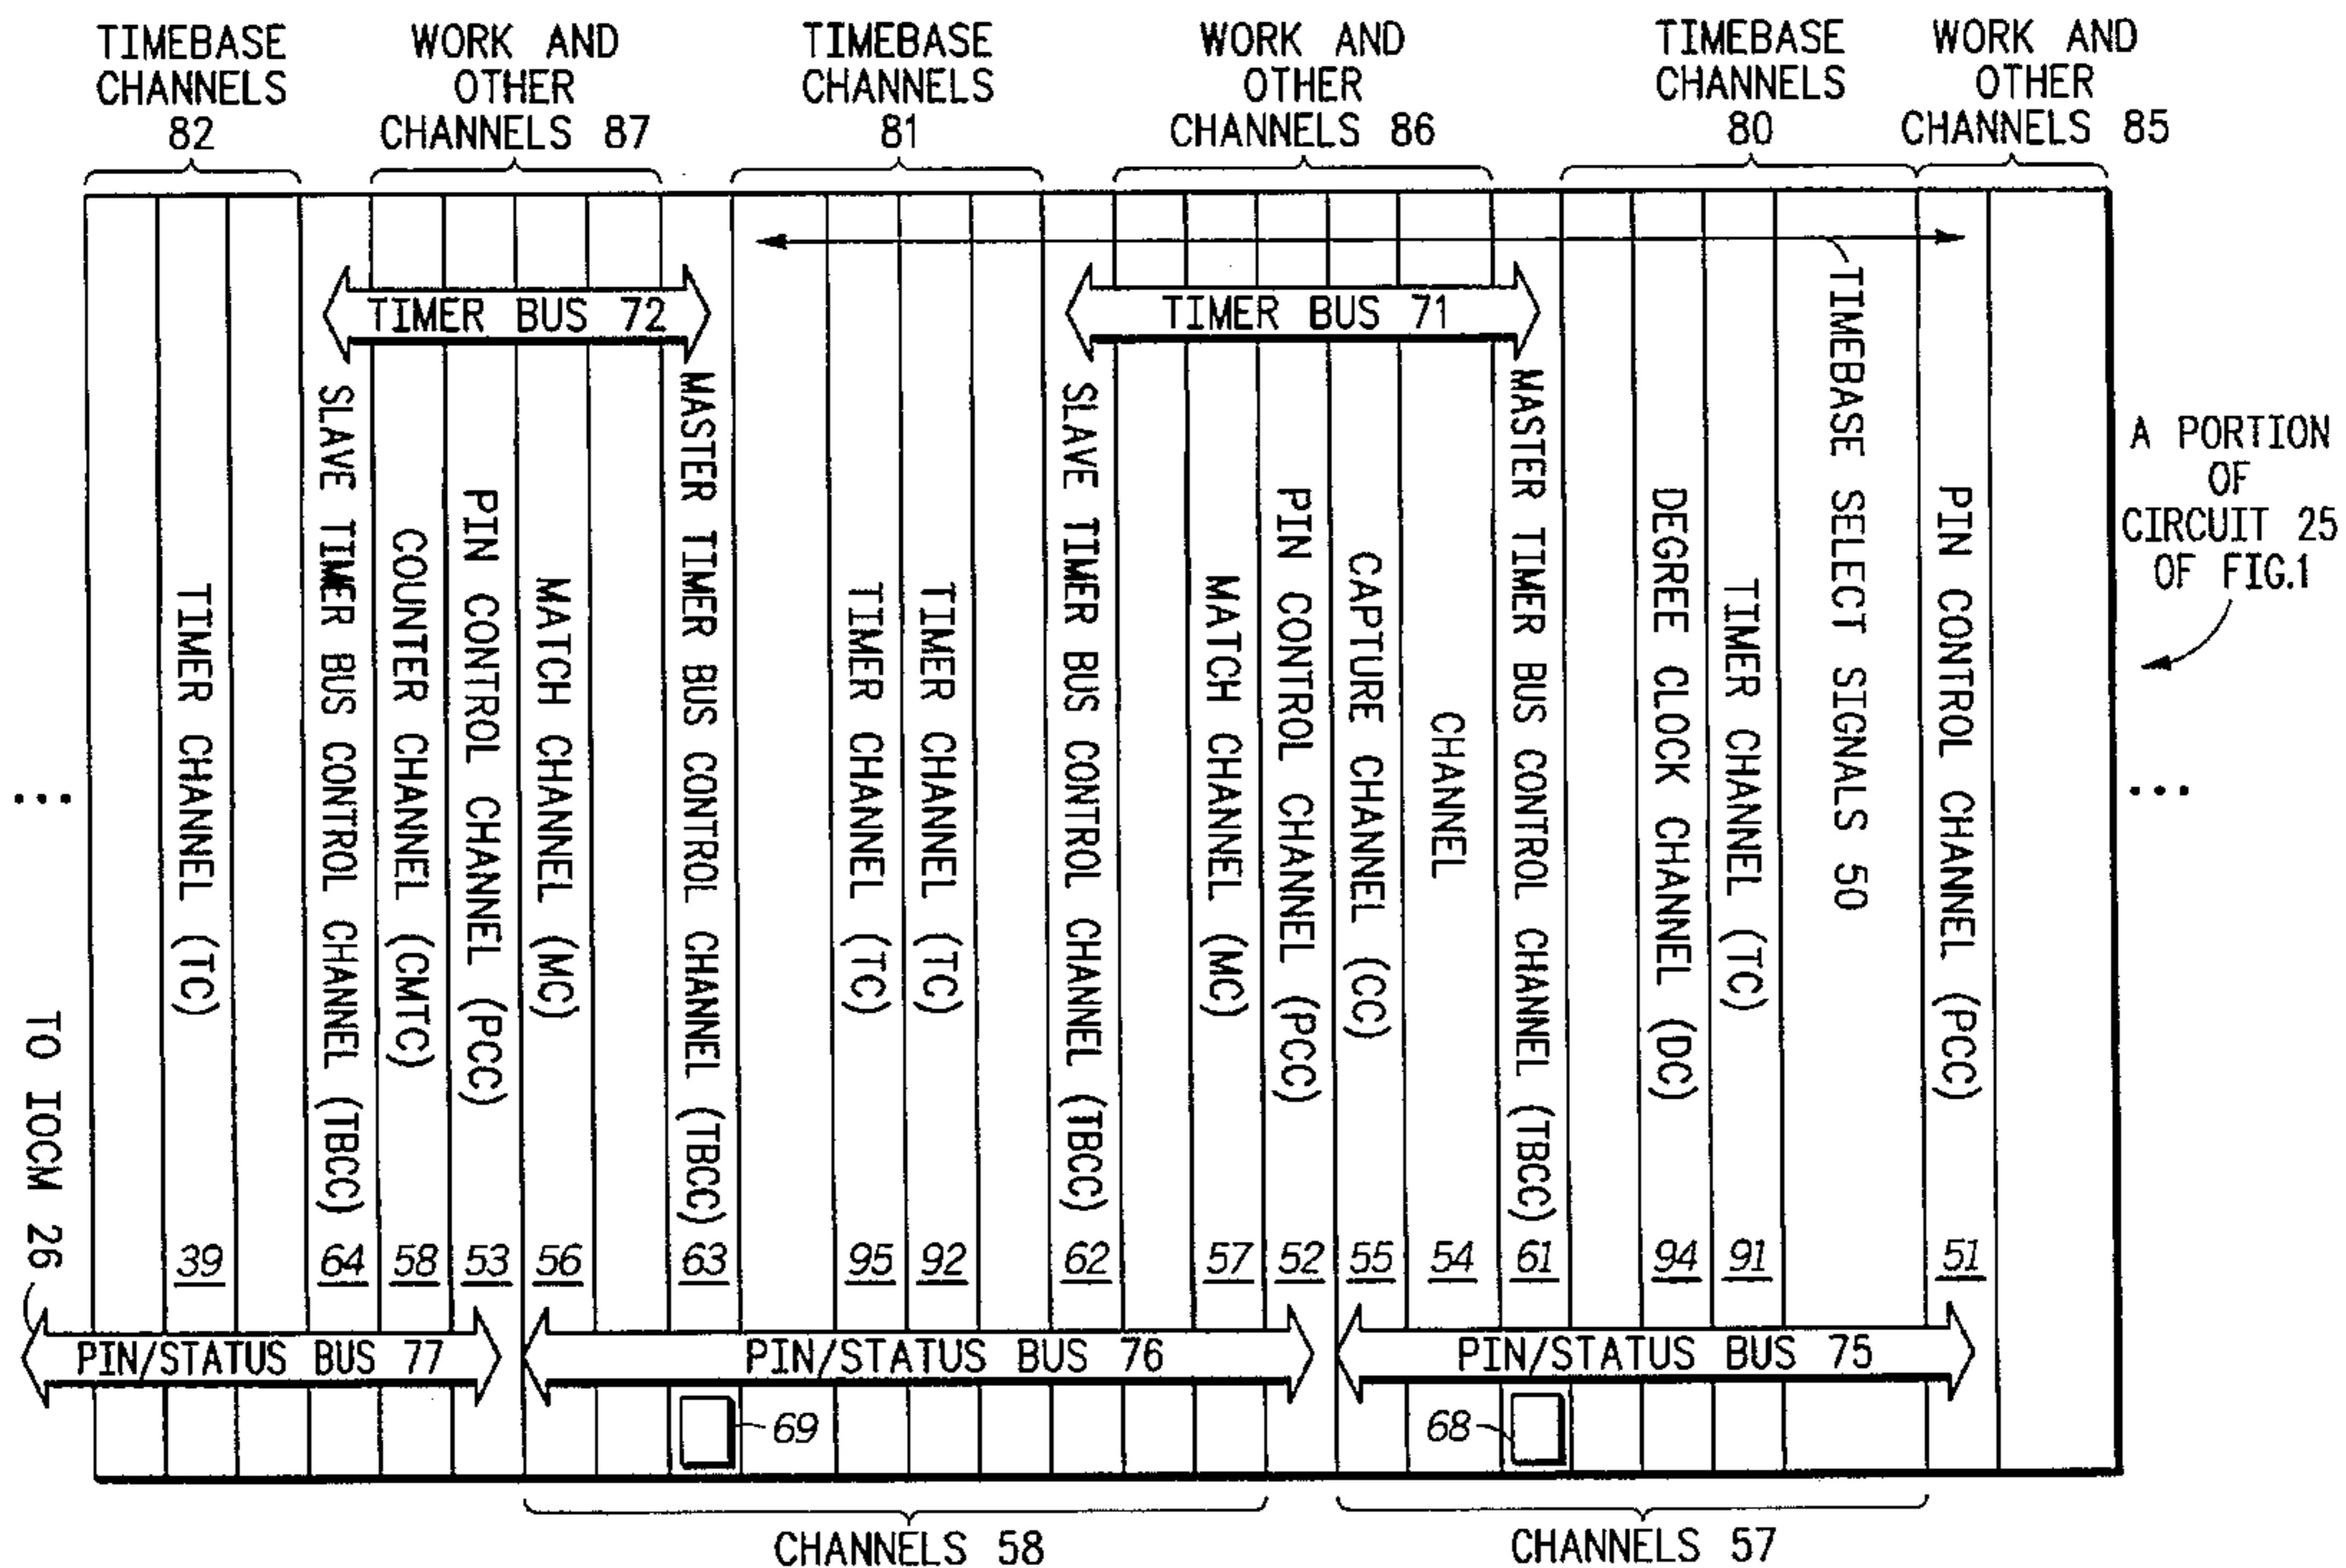 TIMEBASE
CHANNELS
82
WORK AND
OTHER
CHANNELS 87
TIMEBASE
CHANNELS
81
WORK AND
OTHER
CHANNELS 86
TIMEBASE
CHANNELS
80
WORK AND
OTHER
CHANNELS 85
TIMER BUS 72
TIMER BUS 71
TIMEBASE SELECT SIGNALS 50
A PORTION
OF
CIRCUIT 25
OF FIG.1
...
TIMER CHANNEL (TC) 39
SLAVE TIMER BUS CONTROL CHANNEL (TBCC) 64
COUNTER CHANNEL (CMTC) 58
PIN CONTROL CHANNEL (PCC) 53
MATCH CHANNEL (MC) 56
MASTER TIMER BUS CONTROL CHANNEL (TBCC) 63
TIMER CHANNEL (TC) 95
TIMER CHANNEL (TC) 92
SLAVE TIMER BUS CONTROL CHANNEL (TBCC) 62
MATCH CHANNEL (MC) 57
PIN CONTROL CHANNEL (PCC) 52
CAPTURE CHANNEL (CC) 55
CHANNEL 54
MASTER TIMER BUS CONTROL CHANNEL (TBCC) 61
DEGREE CLOCK CHANNEL (DC) 94
TIMER CHANNEL (TC) 91
PIN CONTROL CHANNEL (PCC) 51
...
TO IOCM 26
PIN/STATUS BUS 77
PIN/STATUS BUS 76
PIN/STATUS BUS 75
69
68
CHANNELS 58
CHANNELS 57